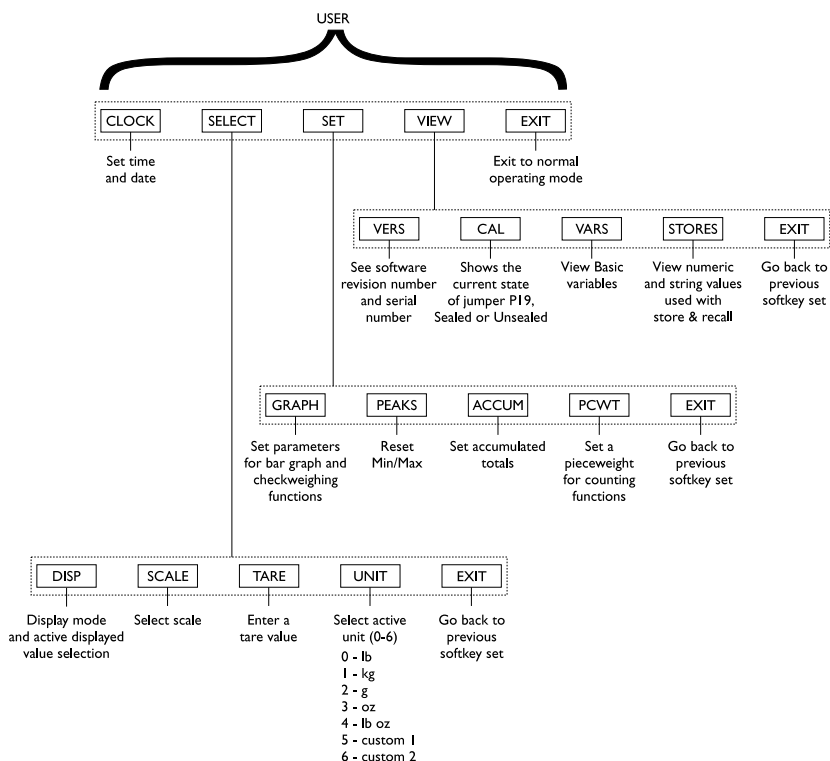 USER
CLOCK
SELECT
SET
VIEW
EXIT
Set time
and date
Exit to normal
operating mode
VERS
CAL
VARS
STORES
EXIT
See software
revision number
and serial
number
Shows the
current state
of jumper P19,
Sealed or Unsealed
View Basic
variables
View numeric
and string values
used with
store & recall
Go back to
previous
softkey set
GRAPH
PEAKS
ACCUM
PCWT
EXIT
Set parameters
for bar graph and
checkweighing
functions
Reset
Min/Max
Set accumulated
totals
Set a
pieceweight
for counting
functions
Go back to
previous
softkey set
DISP
SCALE
TARE
UNIT
EXIT
Display mode
and active displayed
value selection
Select scale
Enter a
tare value
Select active
unit (0-6)
0 - lb
1 - kg
2 - g
3 - oz
4 - lb oz
5 - custom 1
6 - custom 2
Go back to
previous
softkey set